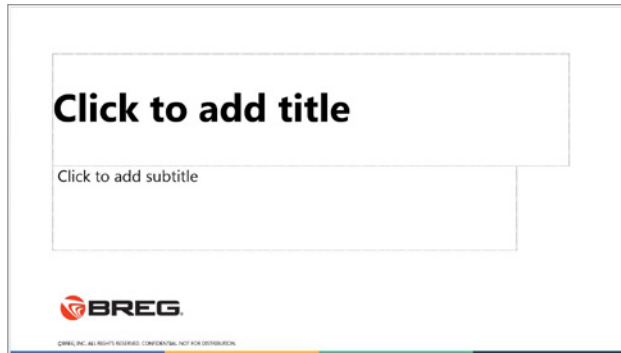 Click to add title
Click to add subtitle
BREG.
©BREG, INC. ALL RIGHTS RESERVED. CONFIDENTIAL. NOT FOR DISTRIBUTION.